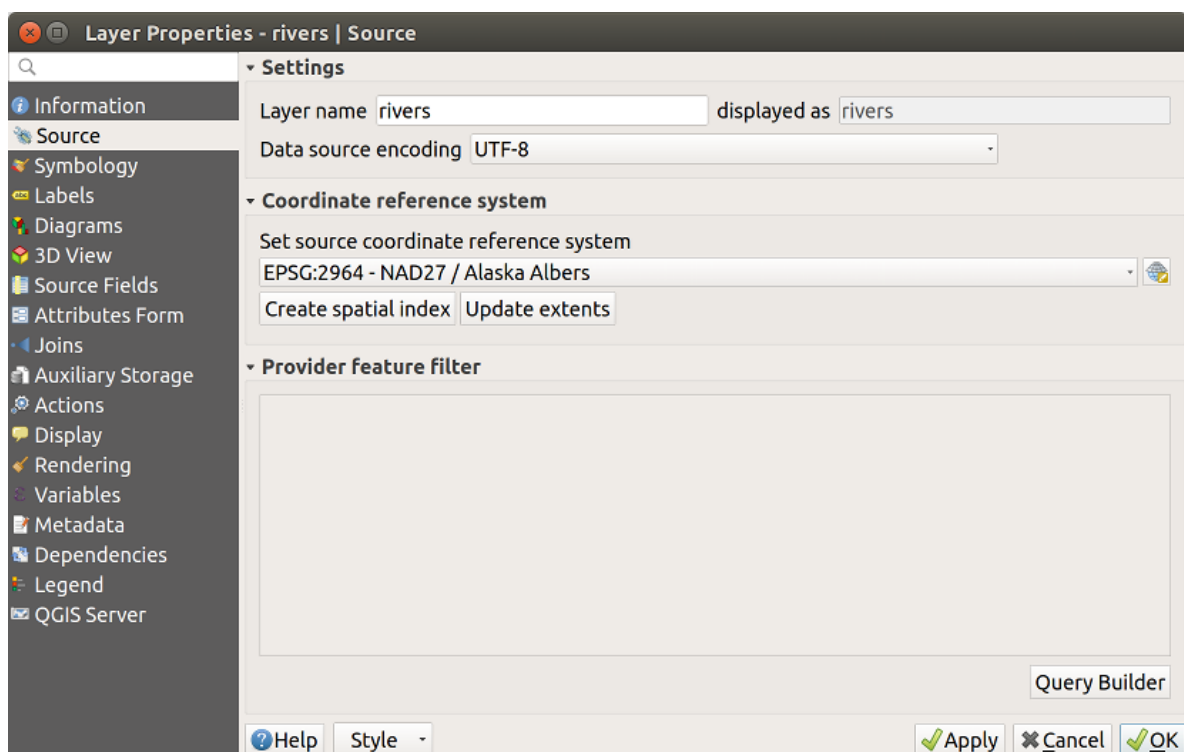 Layer Properties - rivers | Source
Information
Source
Symbology
Labels
Diagrams
3D View
Source Fields
Attributes Form
Joins
Auxiliary Storage
Actions
Display
Rendering
Variables
Metadata
Dependencies
Legend
QGIS Server
Settings
Layer name rivers displayed as rivers
Data source encoding UTF-8
Coordinate reference system
Set source coordinate reference system
EPSG:2964 - NAD27 / Alaska Albers
Create spatial index Update extents
Provider feature filter
Query Builder
Help Style Apply Cancel OK